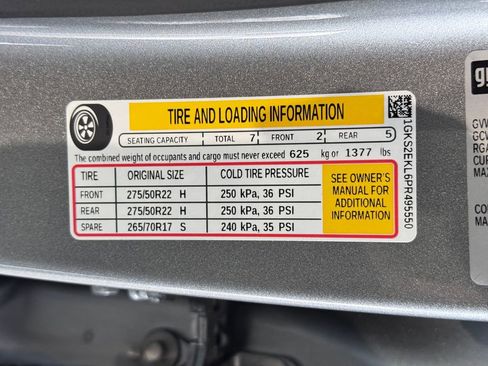 TIRE AND LOADING INFORMATION
SEATING CAPACITY TOTAL 7 FRONT 2 REAR 5
The combined weight of occupants and cargo must never exceed 625 kg or 1377 lbs
TIRE ORIGINAL SIZE COLD TIRE PRESSURE
FRONT 275/50R22 H 250 kPa, 36 PSI
REAR 275/50R22 H 250 kPa, 36 PSI
SPARE 265/70R17 S 240 kPa, 35 PSI
SEE OWNER'S
MANUAL FOR
ADDITIONAL
INFORMATION
1GKS2EKL6PR495550
GVW
GCW
RGA